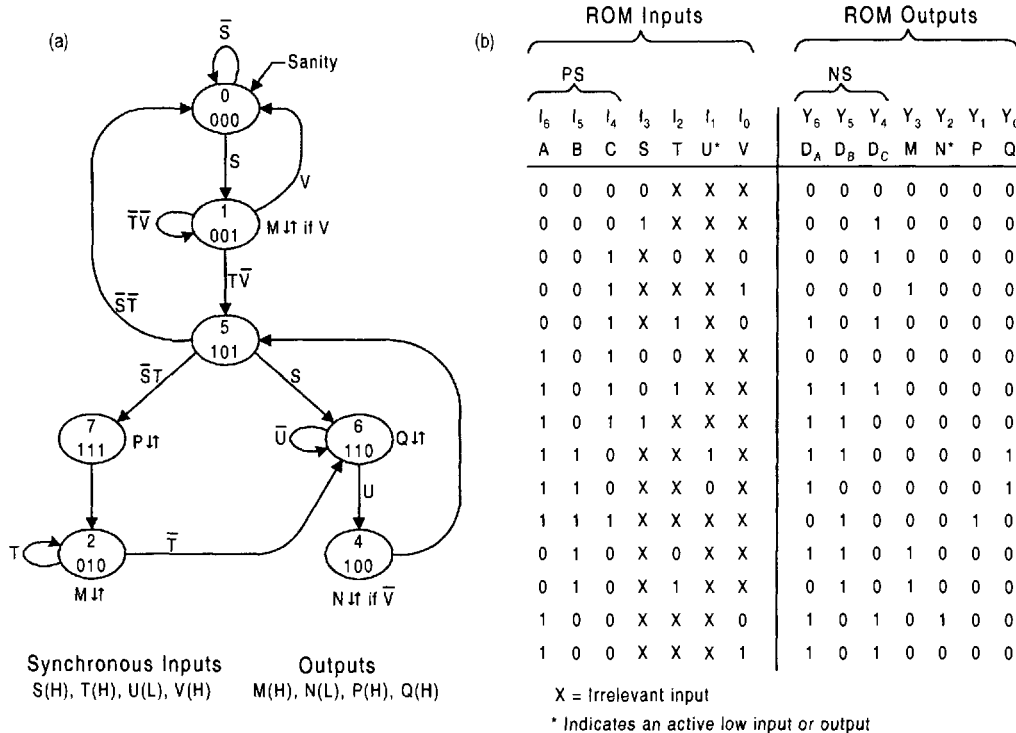 (a)
S̅
Sanity
0
000
S
V
T̅V̅
1
001
M↓↑ if V
TV̅
S̅T̅
5
101
S̅T
S
7
111
P↓↑
U̅
6
110
Q↓↑
U
T
2
010
T̅
M↓↑
4
100
N↓↑ if V̅
Synchronous Inputs
S(H), T(H), U(L), V(H)
Outputs
M(H), N(L), P(H), Q(H)
(b)
ROM Inputs ROM Outputs
PS NS
I₆ I₅ I₄ I₃ I₂ I₁ I₀ Y₆ Y₅ Y₄ Y₃ Y₂ Y₁ Y₀
A B C S T U* V D_A D_B D_C M N* P Q
0 0 0 0 X X X 0 0 0 0 0 0 0
0 0 0 1 X X X 0 0 1 0 0 0 0
0 0 1 X 0 X 0 0 0 1 0 0 0 0
0 0 1 X X X 1 0 0 0 1 0 0 0
0 0 1 X 1 X 0 1 0 1 0 0 0 0
1 0 1 0 0 X X 0 0 0 0 0 0 0
1 0 1 0 1 X X 1 1 1 0 0 0 0
1 0 1 1 X X X 1 1 0 0 0 0 0
1 1 0 X X 1 X 1 1 0 0 0 0 1
1 1 0 X X 0 X 1 0 0 0 0 0 1
1 1 1 X X X X 0 1 0 0 0 1 0
0 1 0 X 0 X X 1 1 0 1 0 0 0
0 1 0 X 1 X X 0 1 0 1 0 0 0
1 0 0 X X X 0 1 0 1 0 1 0 0
1 0 0 X X X 1 1 0 1 0 0 0 0
X = Irrelevant input
* Indicates an active low input or output